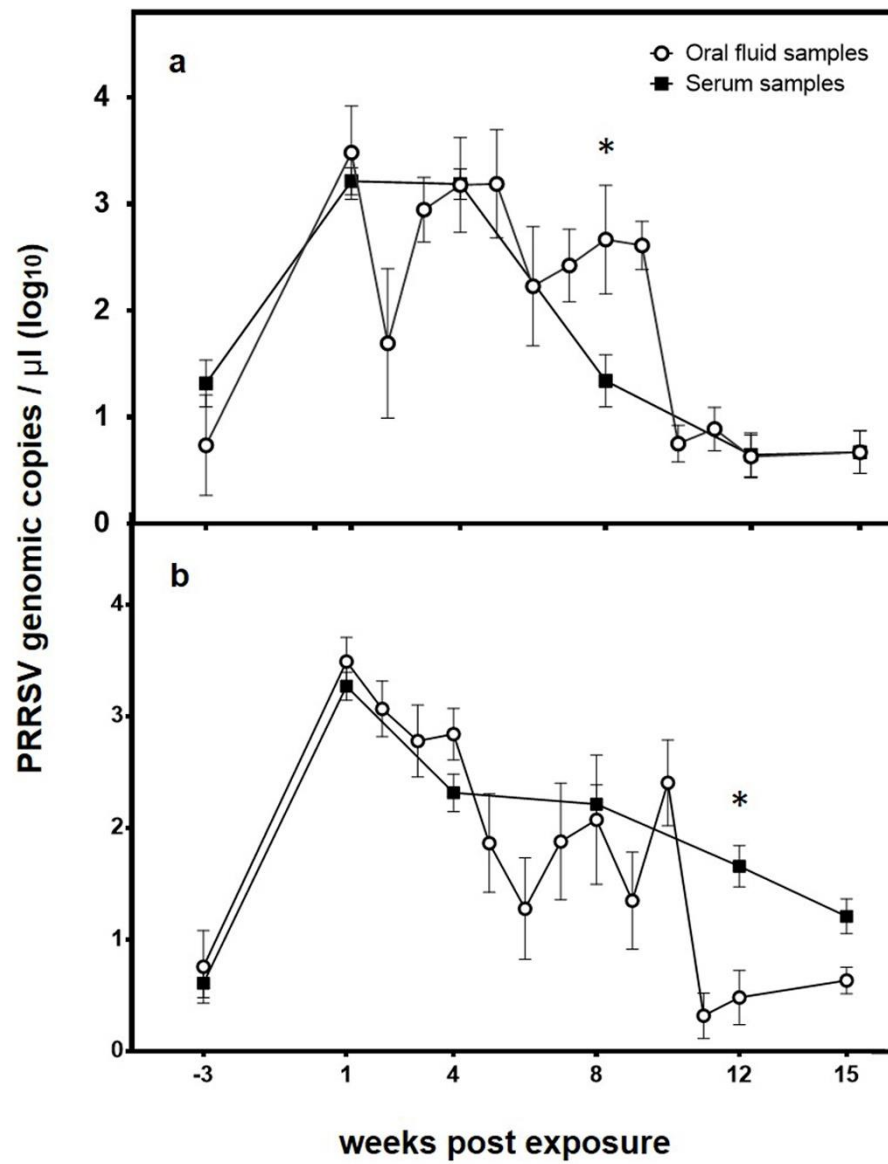 a
Oral fluid samples
Serum samples
4
*
3
2
1
0
PRRSV genomic copies / µl (log10)
b
4
3
*
2
1
0
-3 1 4 8 12 15
weeks post exposure